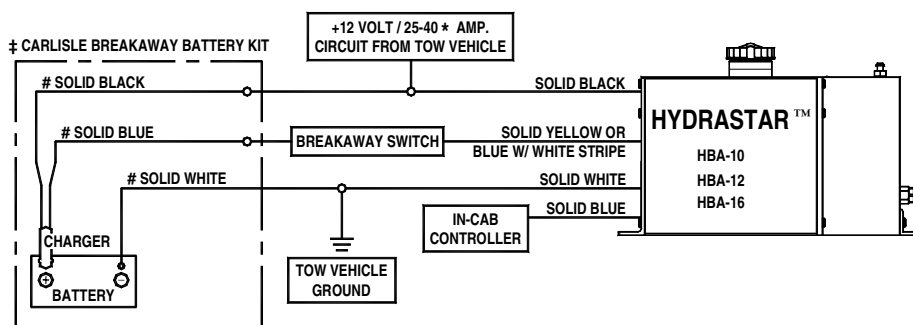 +12 VOLT / 25-40 * AMP.
CIRCUIT FROM TOW VEHICLE
‡ CARLISLE BREAKAWAY BATTERY KIT
# SOLID BLACK
SOLID BLACK
# SOLID BLUE
BREAKAWAY SWITCH
SOLID YELLOW OR
BLUE W/ WHITE STRIPE
# SOLID WHITE
SOLID WHITE
SOLID BLUE
IN-CAB
CONTROLLER
HYDRASTAR ™
HBA-10
HBA-12
HBA-16
CHARGER
+
−
BATTERY
TOW VEHICLE
GROUND